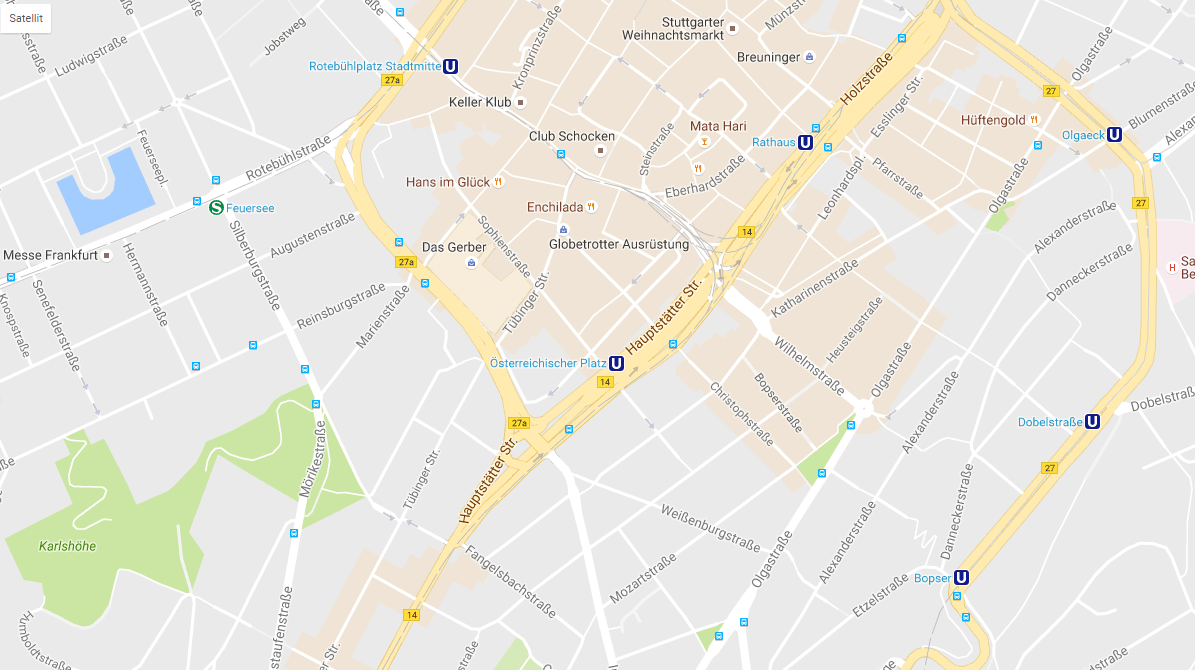 Satellit
Stuttgarter
Weihnachtsmarkt
Münzstr
Jobstweg
Ludwigstraße
Kronprinzstraße
Breuninger
Rotebühlplatz Stadtmitte
U
27a
Holzstraße
Olgastraße
Keller Klub
Esslinger Str.
27
Blumenstraße
Hüftengold
Mata Hari
Club Schocken
Rathaus
U
Olgaeck
U
Feuerseepl.
Rotebühlstraße
Steinstraße
Eberhardstraße
Leonhardspl.
Pfarrstraße
Olgastraße
Hans im Glück
S
Feuersee
Enchilada
27
Alexanderstraße
Augustenstraße
Silberburgstraße
Sophienstraße
14
Das Gerber
Globetrotter Ausrüstung
Messe Frankfurt
Hermannstraße
27a
Danneckerstraße
H
Sa
Be
Katharinenstraße
Knospstraße
Senefelderstraße
Reinsburgstraße
Marienstraße
Tübinger Str.
Hauptstätter Str.
Heusteigstraße
Wilhelmstraße
Olgastraße
Österreichischer Platz
U
14
Bopserstraße
Christophstraße
Alexanderstraße
Dobelstraße
Dobelstraße
U
27a
Mörikestraße
Tübinger Str.
Hauptstätter Str.
27
Danneckerstraße
Karlshöhe
Weißenburgstraße
Olgastraße
Alexanderstraße
Fangelsbachstraße
Mozartstraße
Etzelstraße
Bopser
U
14
Humboldtstraße
staufenstraße